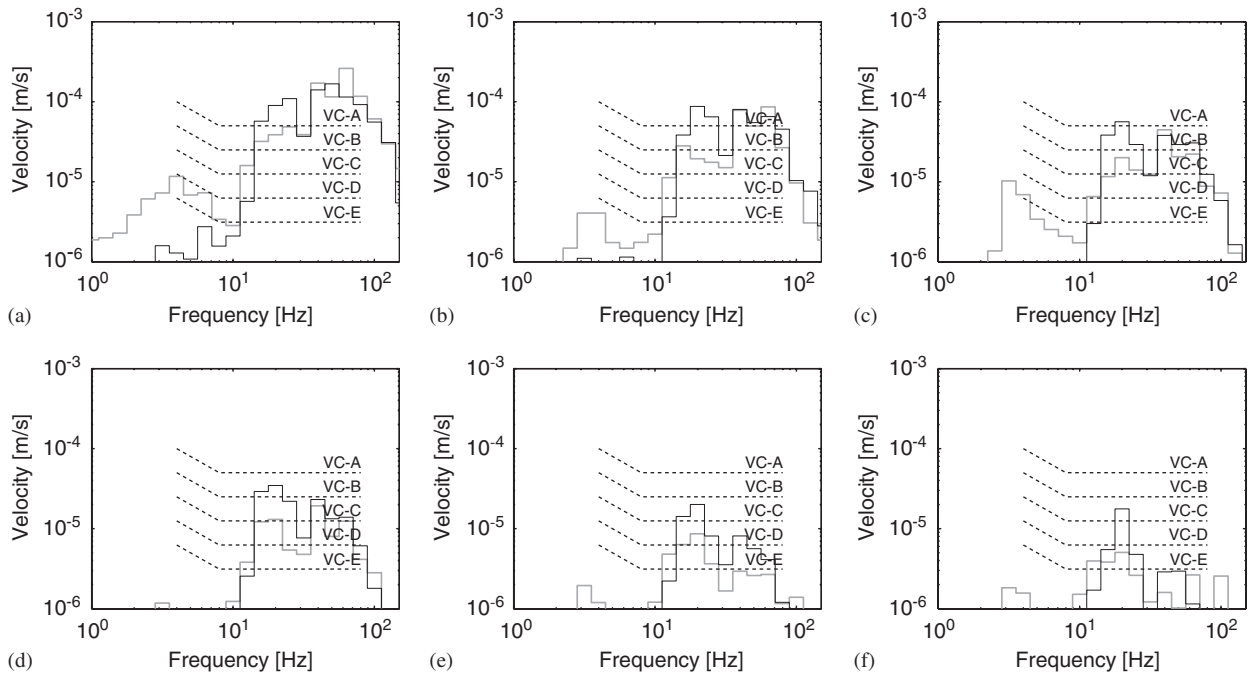 10^-3
10^-4
10^-5
10^-6
Velocity [m/s]
VC-A
VC-B
VC-C
VC-D
VC-E
10^0
10^1
10^2
(a)
Frequency [Hz]
10^-3
10^-4
10^-5
10^-6
Velocity [m/s]
VC-A
VC-B
VC-C
VC-D
VC-E
10^0
10^1
10^2
(b)
Frequency [Hz]
10^-3
10^-4
10^-5
10^-6
Velocity [m/s]
VC-A
VC-B
VC-C
VC-D
VC-E
10^0
10^1
10^2
(c)
Frequency [Hz]
10^-3
10^-4
10^-5
10^-6
Velocity [m/s]
VC-A
VC-B
VC-C
VC-D
VC-E
10^0
10^1
10^2
(d)
Frequency [Hz]
10^-3
10^-4
10^-5
10^-6
Velocity [m/s]
VC-A
VC-B
VC-C
VC-D
VC-E
10^0
10^1
10^2
(e)
Frequency [Hz]
10^-3
10^-4
10^-5
10^-6
Velocity [m/s]
VC-A
VC-B
VC-C
VC-D
VC-E
10^0
10^1
10^2
(f)
Frequency [Hz]